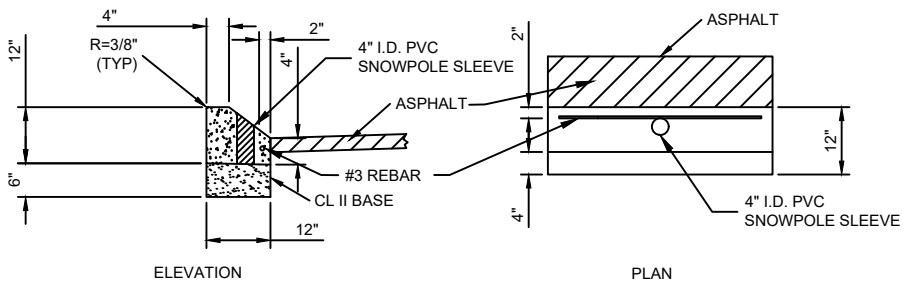 4"
2"
12"
R=3/8"
(TYP)
4"
4" I.D. PVC
SNOWPOLE SLEEVE
ASPHALT
#3 REBAR
6"
CL II BASE
12"
ELEVATION
ASPHALT
2"
12"
4"
4" I.D. PVC
SNOWPOLE SLEEVE
PLAN